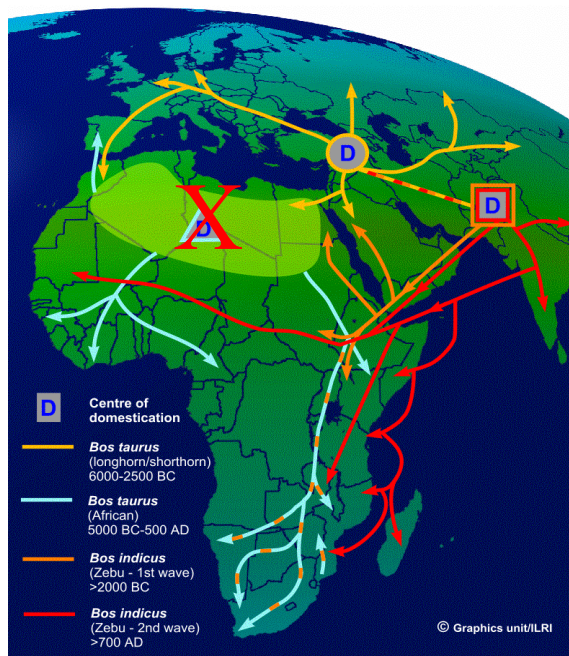 D
D
X
D
D
Centre of
domestication
Bos taurus
(longhorn/shorthorn)
6000-2500 BC
Bos taurus
(African)
5000 BC-500 AD
Bos indicus
(Zebu - 1st wave)
>2000 BC
Bos indicus
(Zebu - 2nd wave)
>700 AD
© Graphics unit/ILRI